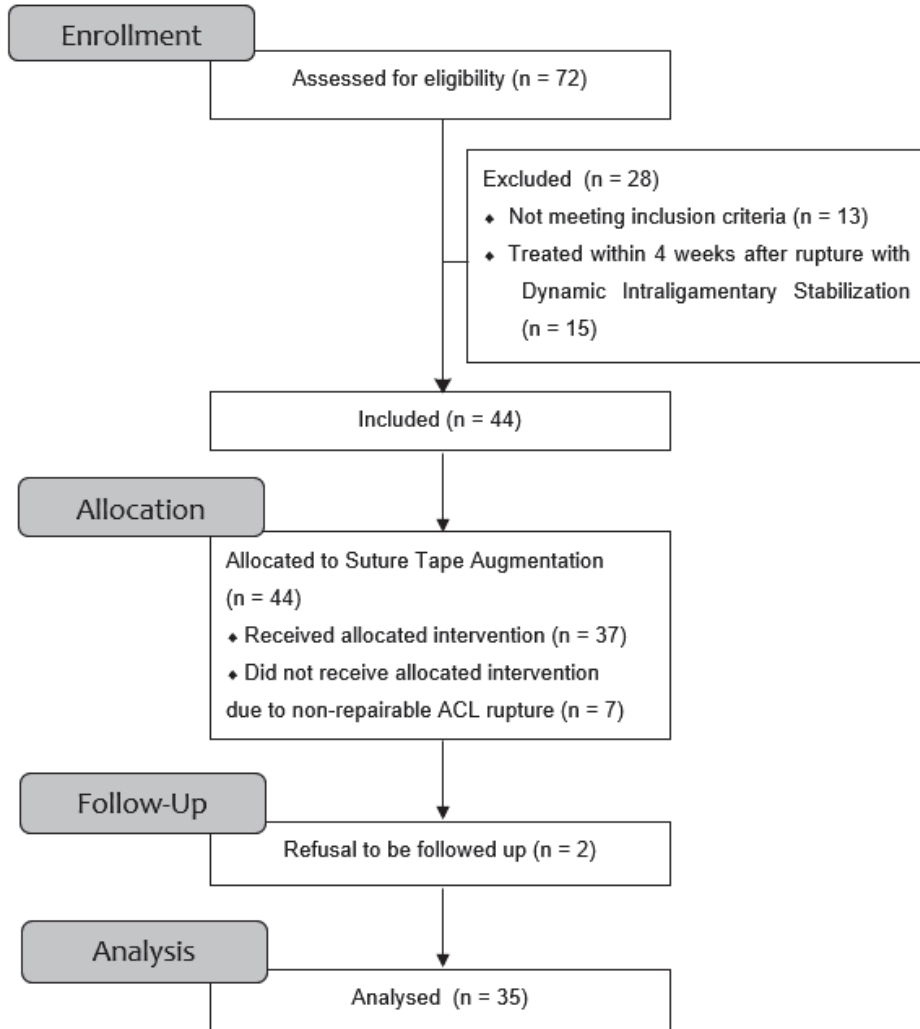 Enrollment
Assessed for eligibility (n = 72)
Excluded (n = 28)
⬥ Not meeting inclusion criteria (n = 13)
⬥ Treated within 4 weeks after rupture with
Dynamic Intraligamentary Stabilization
(n = 15)
Included (n = 44)
Allocation
Allocated to Suture Tape Augmentation
(n = 44)
⬥ Received allocated intervention (n = 37)
⬥ Did not receive allocated intervention
due to non-repairable ACL rupture (n = 7)
Follow-Up
Refusal to be followed up (n = 2)
Analysis
Analysed (n = 35)